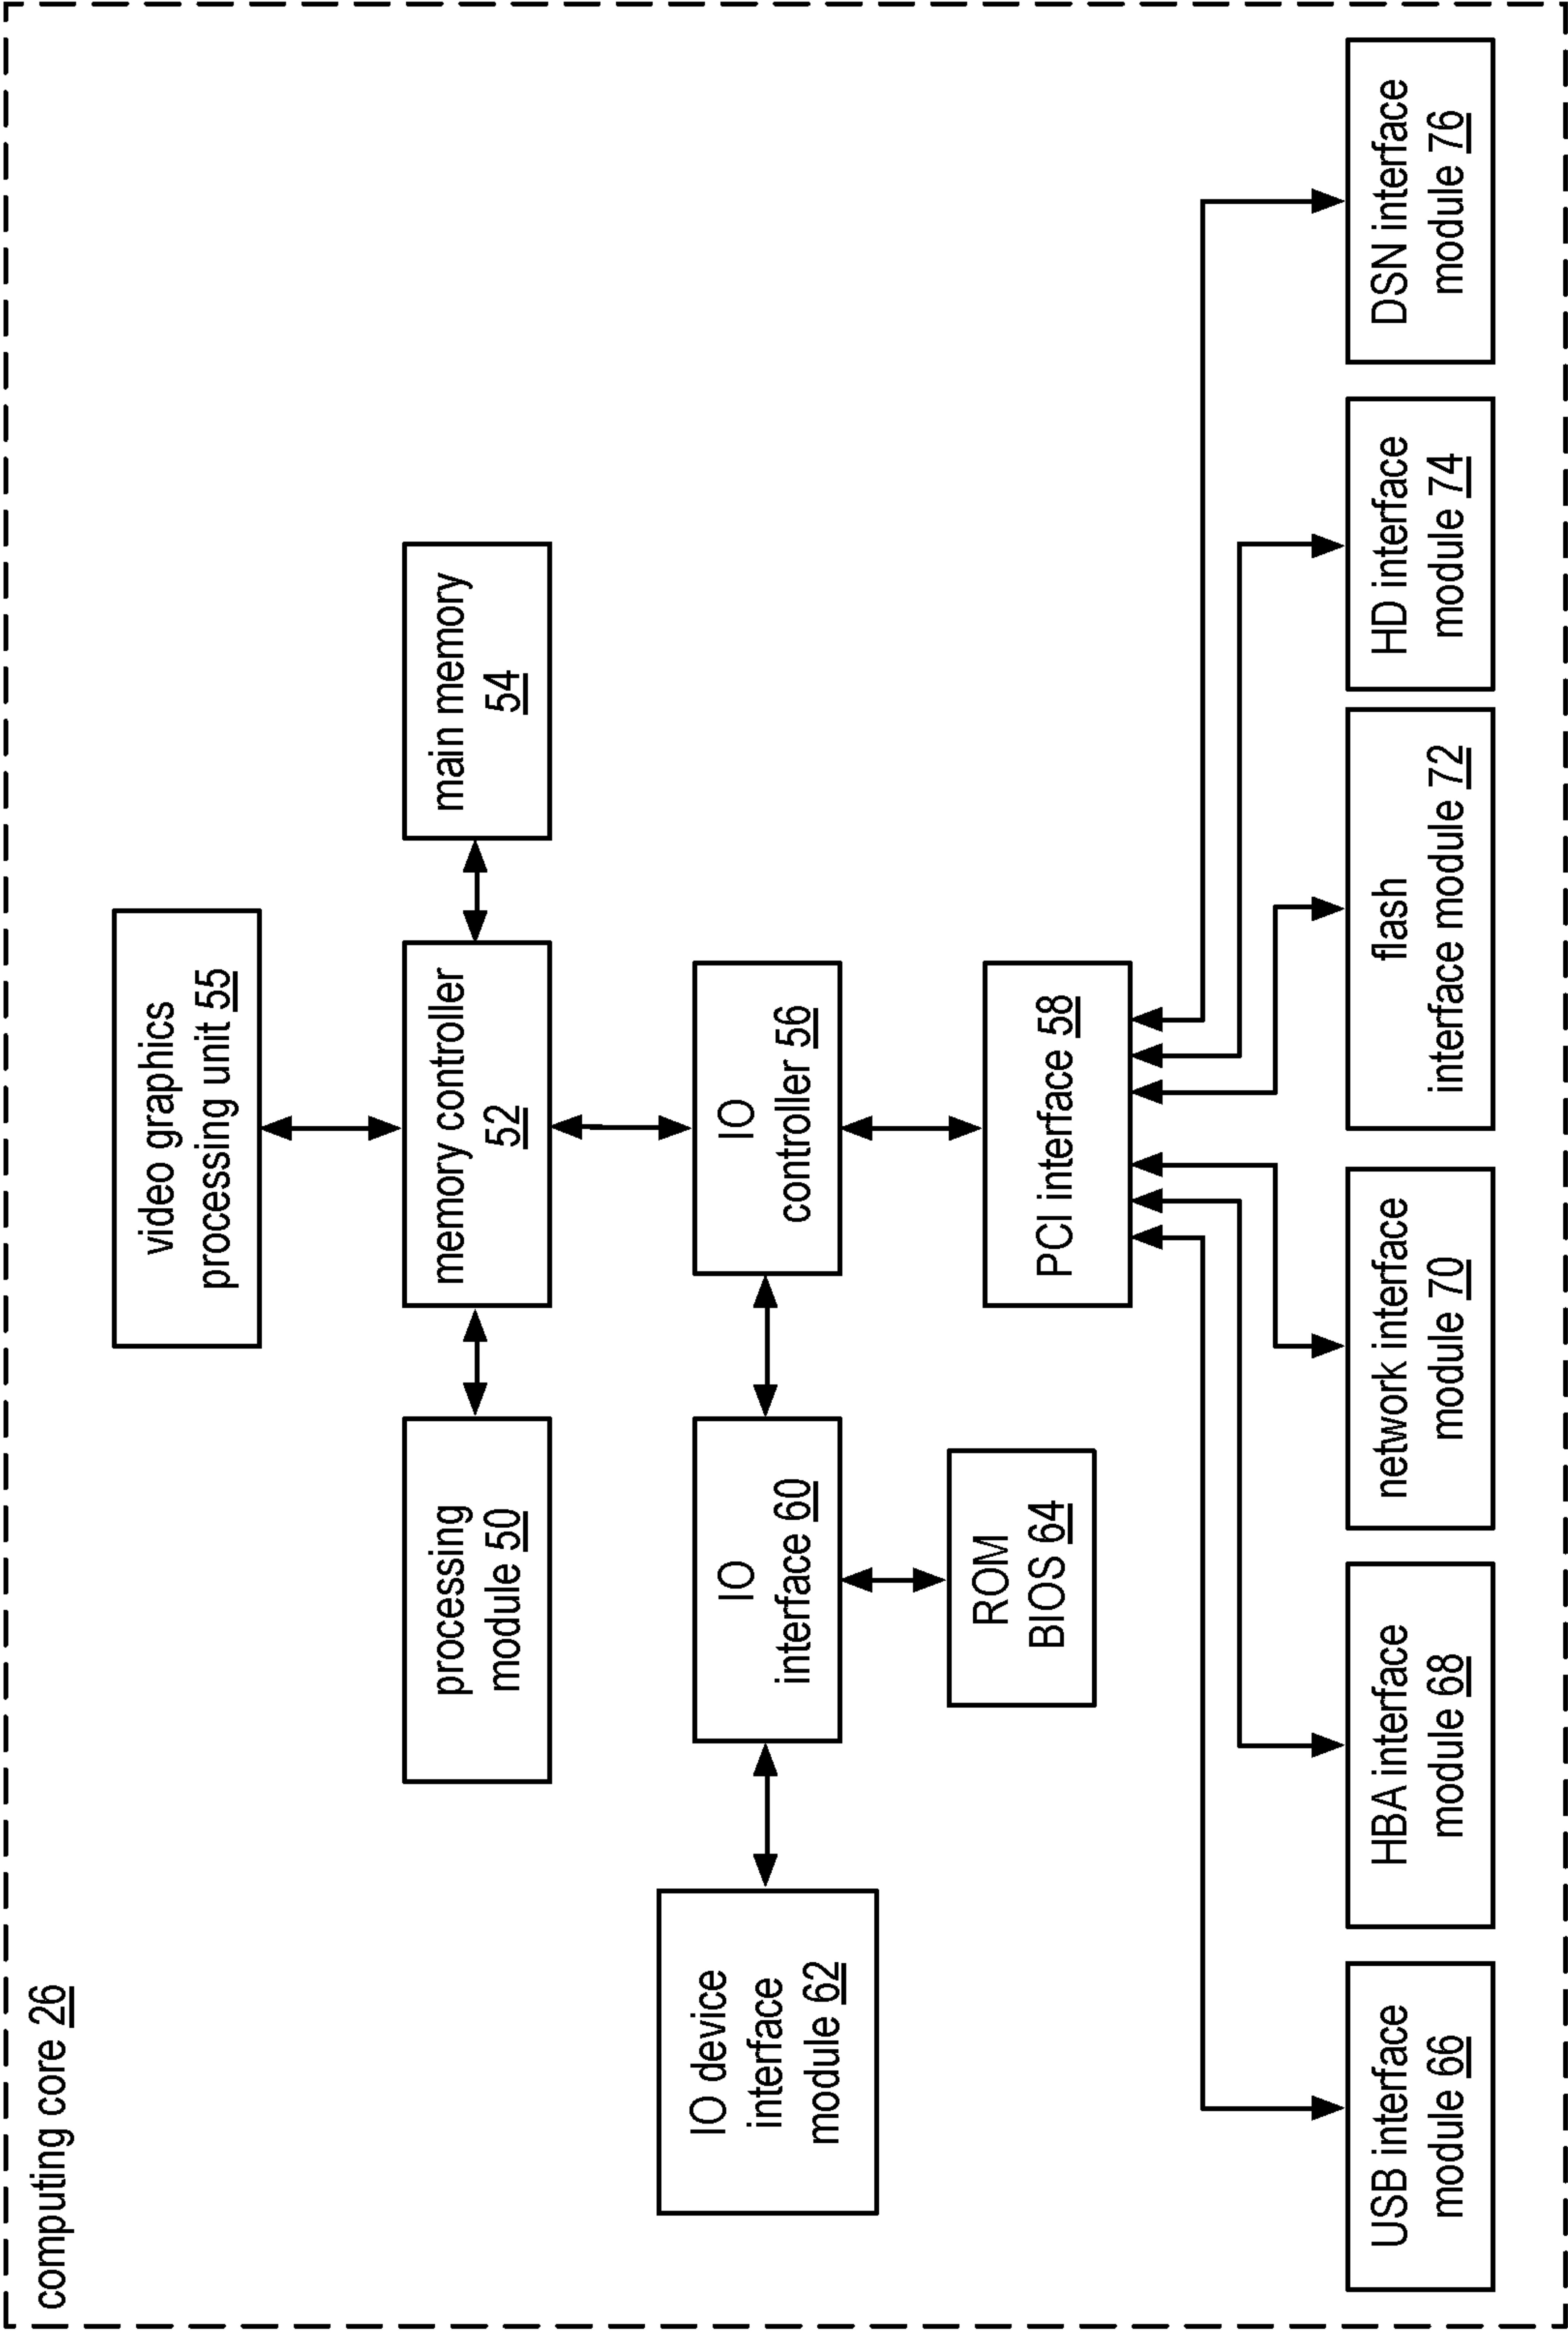 computing core 26
video graphics
processing unit 55
processing
module 50
memory controller
52
main memory
54
IO device
interface
module 62
IO
interface 60
IO
controller 56
ROM
BIOS 64
PCI interface 58
USB interface
module 66
HBA interface
module 68
network interface
module 70
flash
interface module 72
HD interface
module 74
DSN interface
module 76